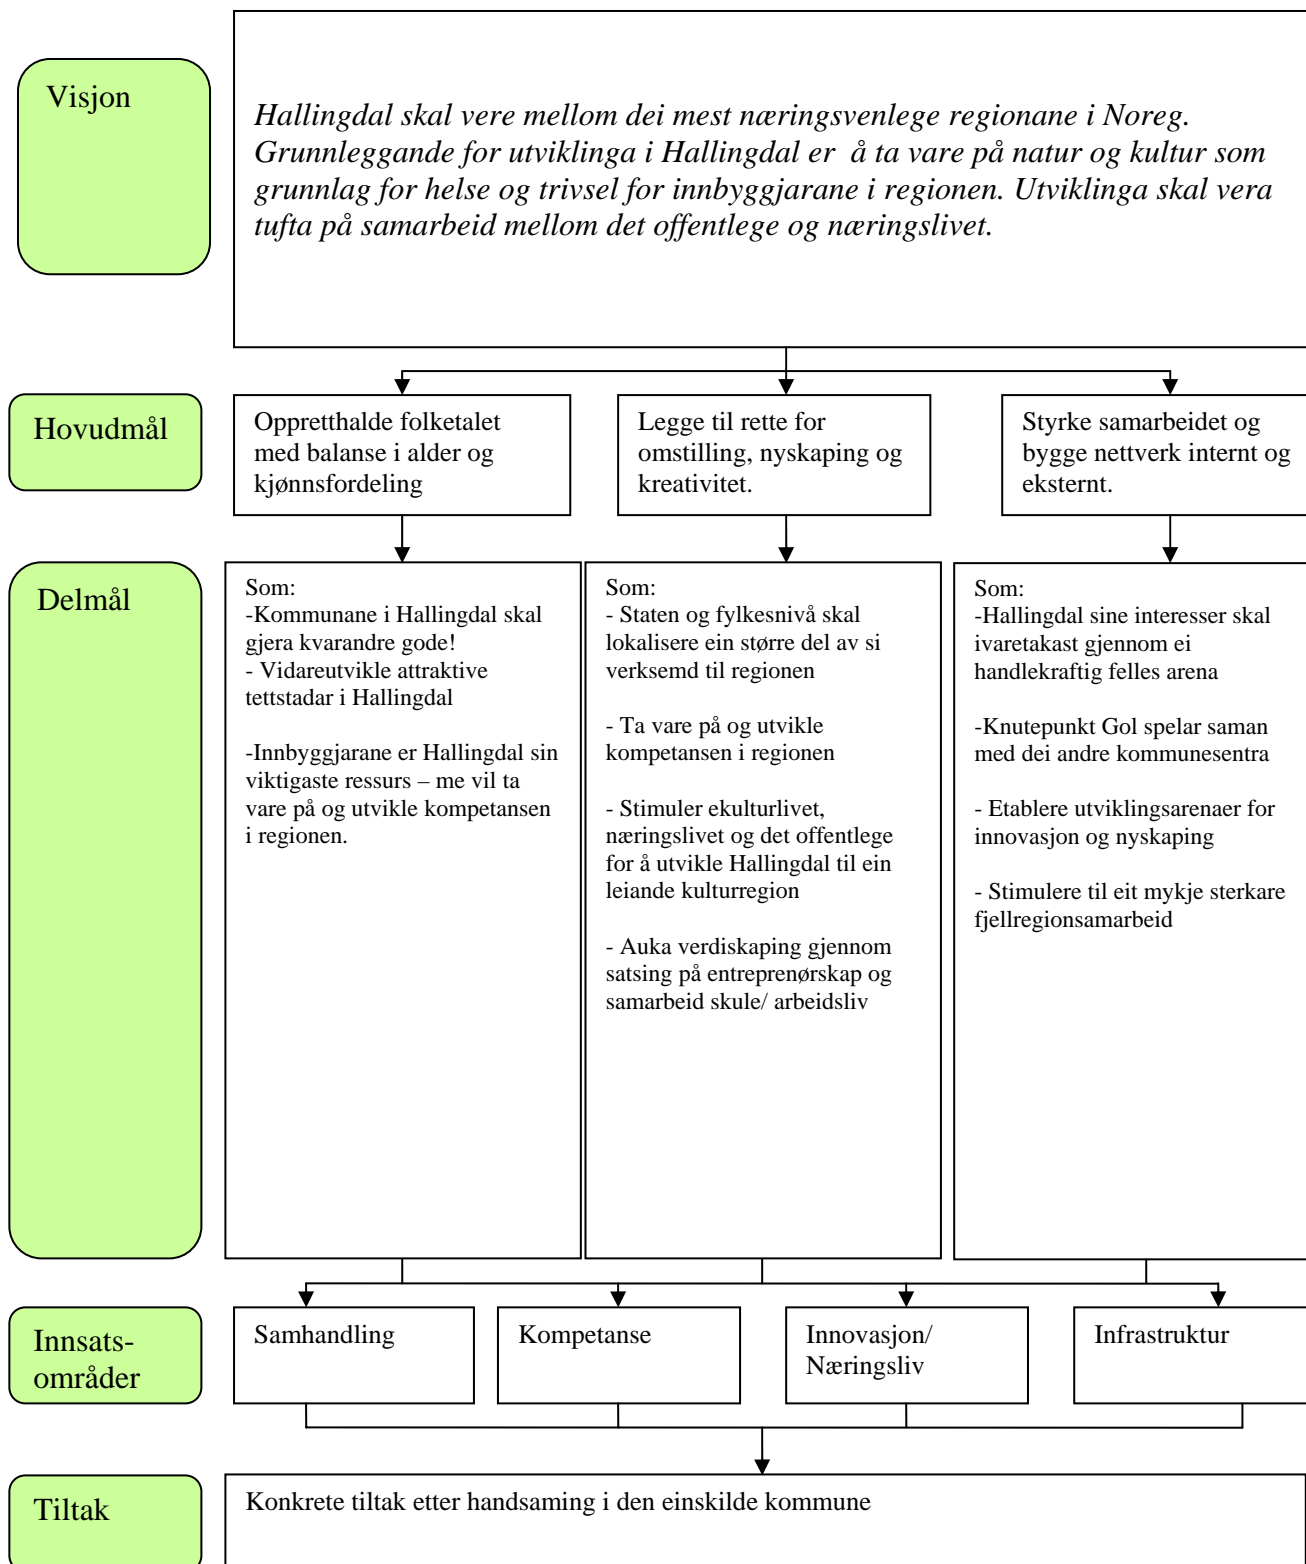 Visjon
Hallingdal skal vere mellom dei mest næringsvenlege regionane i Noreg.
Grunnleggande for utviklinga i Hallingdal er å ta vare på natur og kultur som
grunnlag for helse og trivsel for innbyggjarane i regionen. Utviklinga skal vera
tufta på samarbeid mellom det offentlege og næringslivet.
Hovudmål
Oppretthalde folketalet
med balanse i alder og
kjønnsfordeling
Legge til rette for
omstilling, nyskaping og
kreativitet.
Styrke samarbeidet og
bygge nettverk internt og
eksternt.
Delmål
Som:
-Kommunane i Hallingdal skal
gjera kvarandre gode!
- Vidareutvikle attraktive
tettstadar i Hallingdal
-Innbyggjarane er Hallingdal sin
viktigaste ressurs – me vil ta
vare på og utvikle kompetansen
i regionen.
Som:
- Staten og fylkesnivå skal
lokalisere ein større del av si
verksemd til regionen
- Ta vare på og utvikle
kompetansen i regionen
- Stimuler ekulturlivet,
næringslivet og det offentlege
for å utvikle Hallingdal til ein
leiande kulturregion
- Auka verdiskaping gjennom
satsing på entreprenørskap og
samarbeid skule/ arbeidsliv
Som:
-Hallingdal sine interesser skal
ivaretakast gjennom ei
handlekraftig felles arena
-Knutepunkt Gol spelar saman
med dei andre kommunesentra
- Etablere utviklingsarenaer for
innovasjon og nyskaping
- Stimulere til eit mykje sterkare
fjellregionsamarbeid
Innsats-
områder
Samhandling
Kompetanse
Innovasjon/
Næringsliv
Infrastruktur
Tiltak
Konkrete tiltak etter handsaming i den einskilde kommune